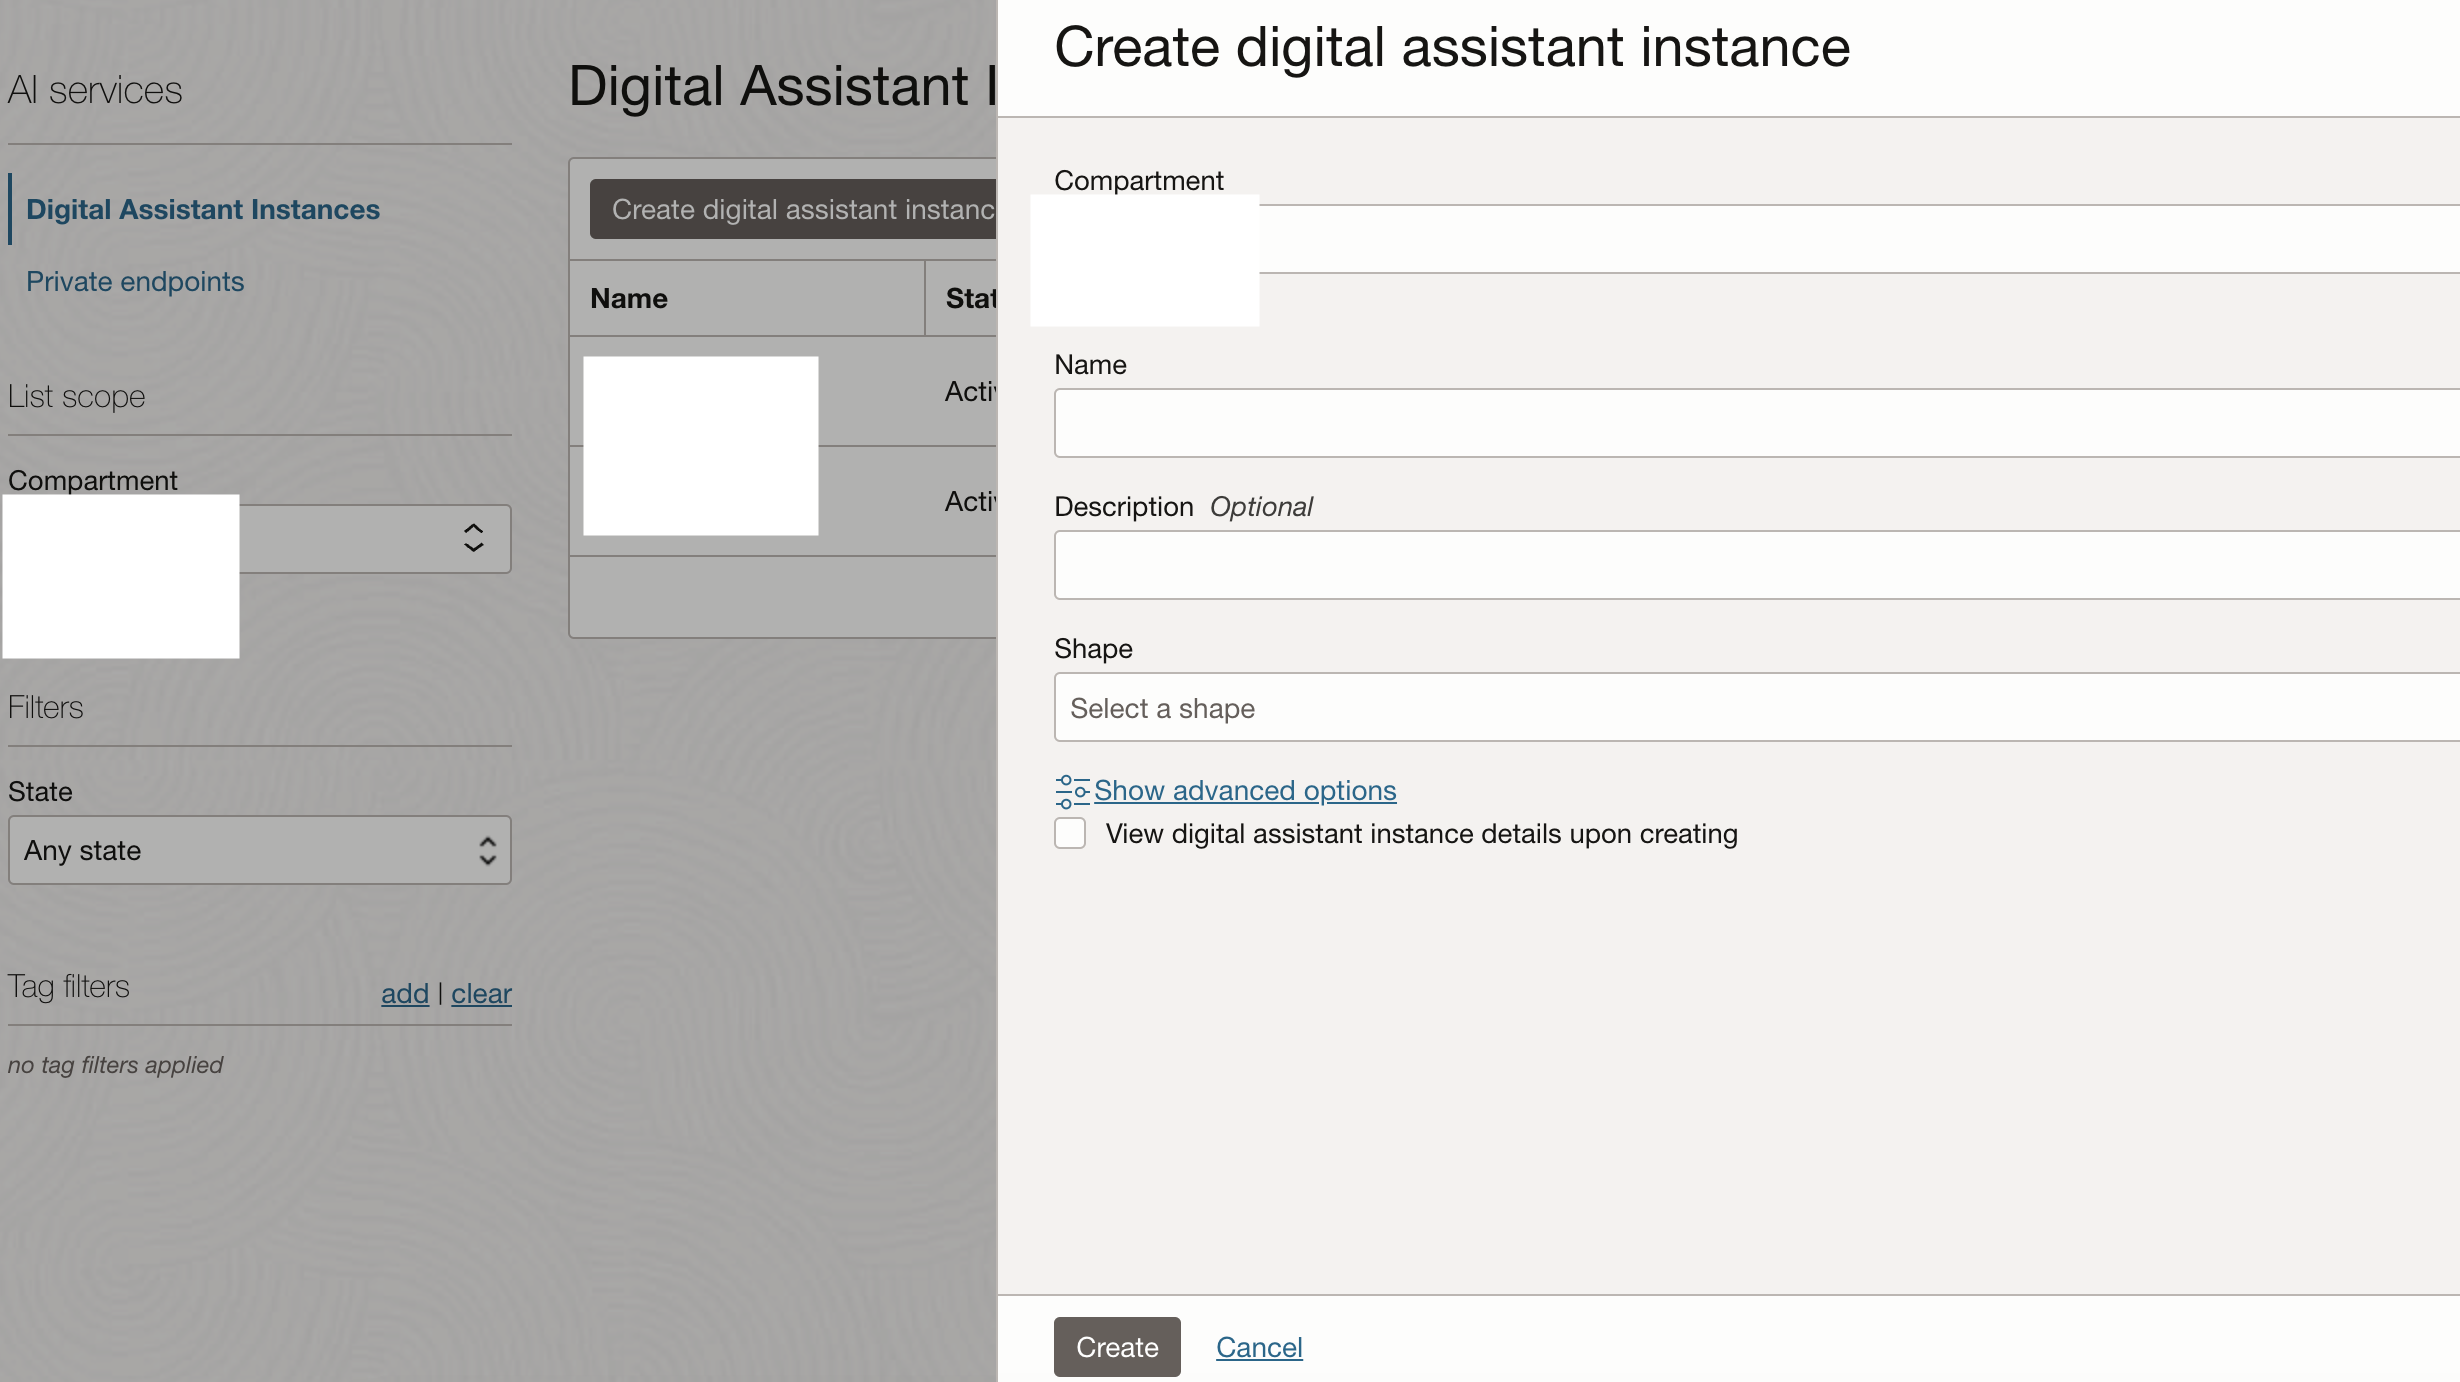 AI services
Digital Assistant Instances
Private endpoints
List scope
Compartment
Filters
State
Any state
Tag filters
add | clear
no tag filters applied
Digital Assistant I
Create digital assistant instanc
Name
Stat
Activ
Activ
Create digital assistant instance
Compartment
Name
Description Optional
Shape
Select a shape
Show advanced options
View digital assistant instance details upon creating
Create
Cancel